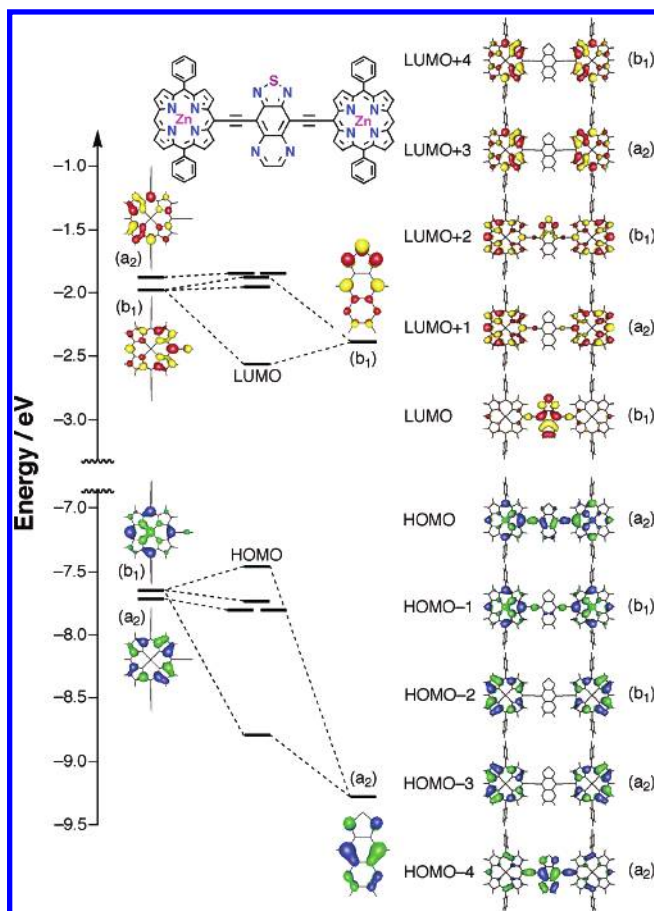 S
N N
N N
Zn
N N
N N
Zn
N N
Energy / eV
−1.0
−1.5
−2.0
−2.5
−3.0
−7.0
−7.5
−8.0
−8.5
−9.0
−9.5
(a2)
(b1)
LUMO
(b1)
(b1)
(a2)
HOMO
(a2)
LUMO+4 (b1)
LUMO+3 (a2)
LUMO+2 (b1)
LUMO+1 (a2)
LUMO (b1)
HOMO (a2)
HOMO−1 (b1)
HOMO−2 (b1)
HOMO−3 (a2)
HOMO−4 (a2)